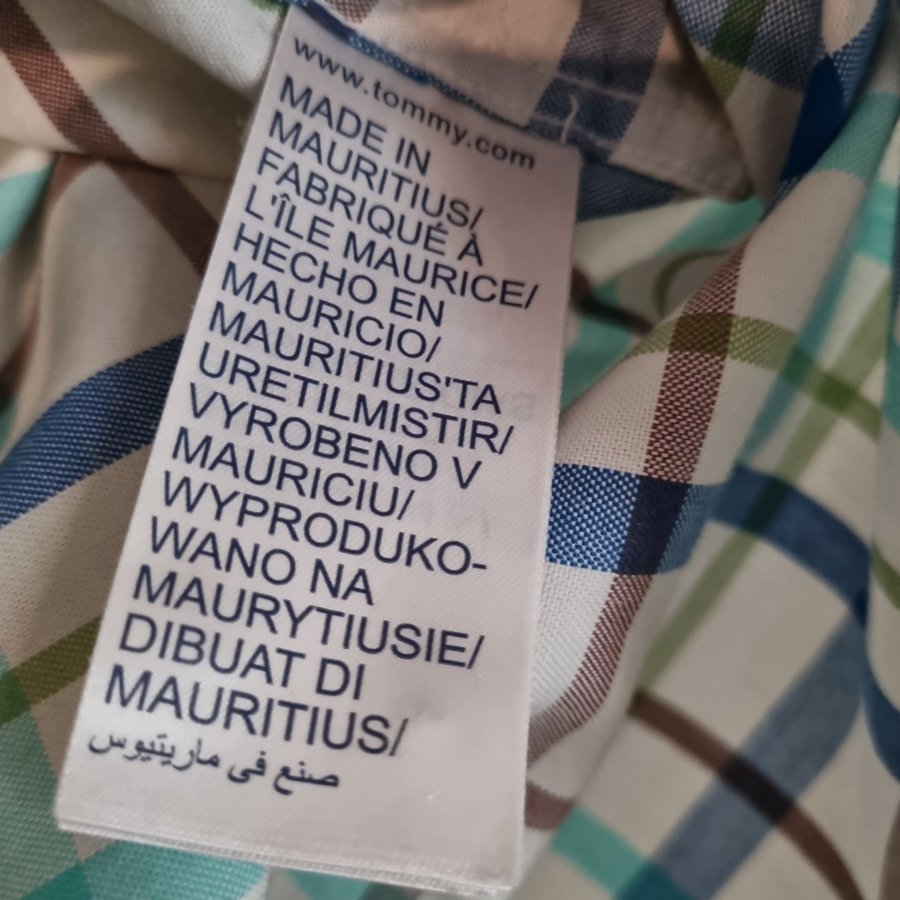 www.tommy.com
MADE IN
MAURITIUS/
FABRIQUÉ À
L'ÎLE MAURICE/
HECHO EN
MAURICIO/
MAURITIUS'TA
URETILMISTIR/
VYROBENO V
MAURICIU/
WYPRODUKO-
WANO NA
MAURYTIUSIE/
DIBUAT DI
MAURITIUS/
صنع في ماريتيوس